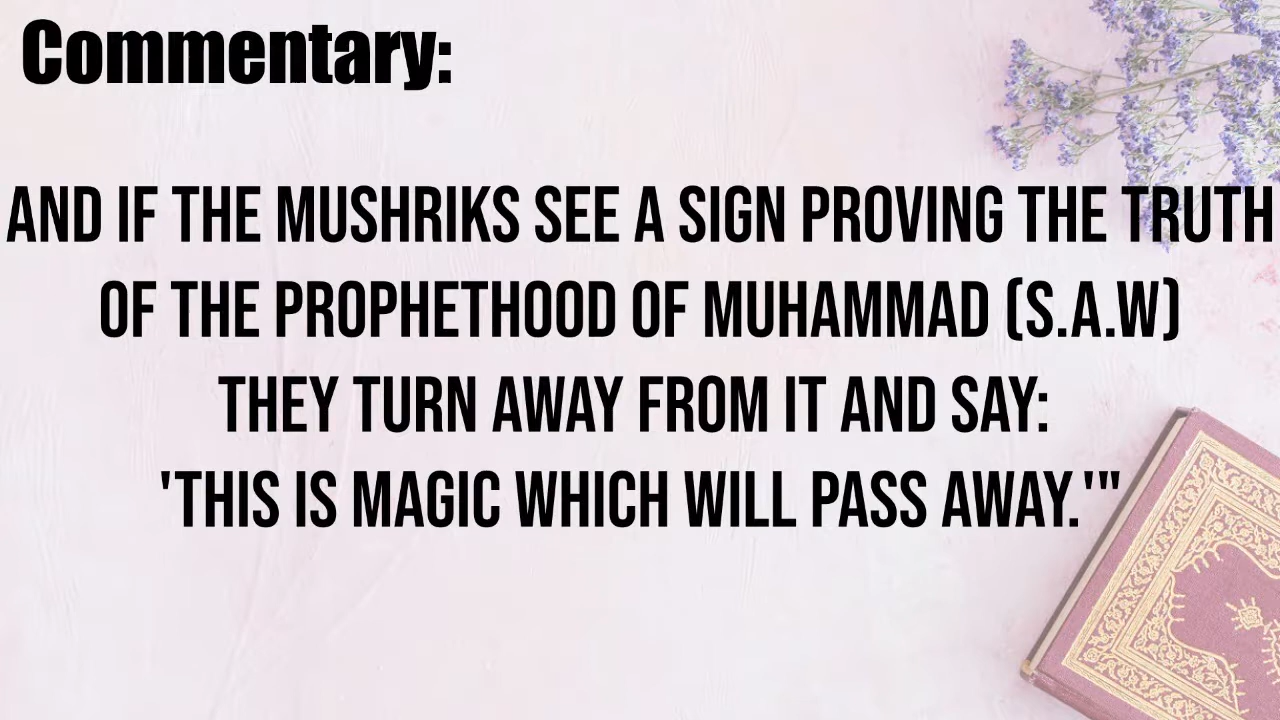 Commentary:
AND IF THE MUSHRIKS SEE A SIGN PROVING THE TRUTH
OF THE PROPHETHOOD OF MUHAMMAD (S.A.W)
THEY TURN AWAY FROM IT AND SAY:
'THIS IS MAGIC WHICH WILL PASS AWAY.'"